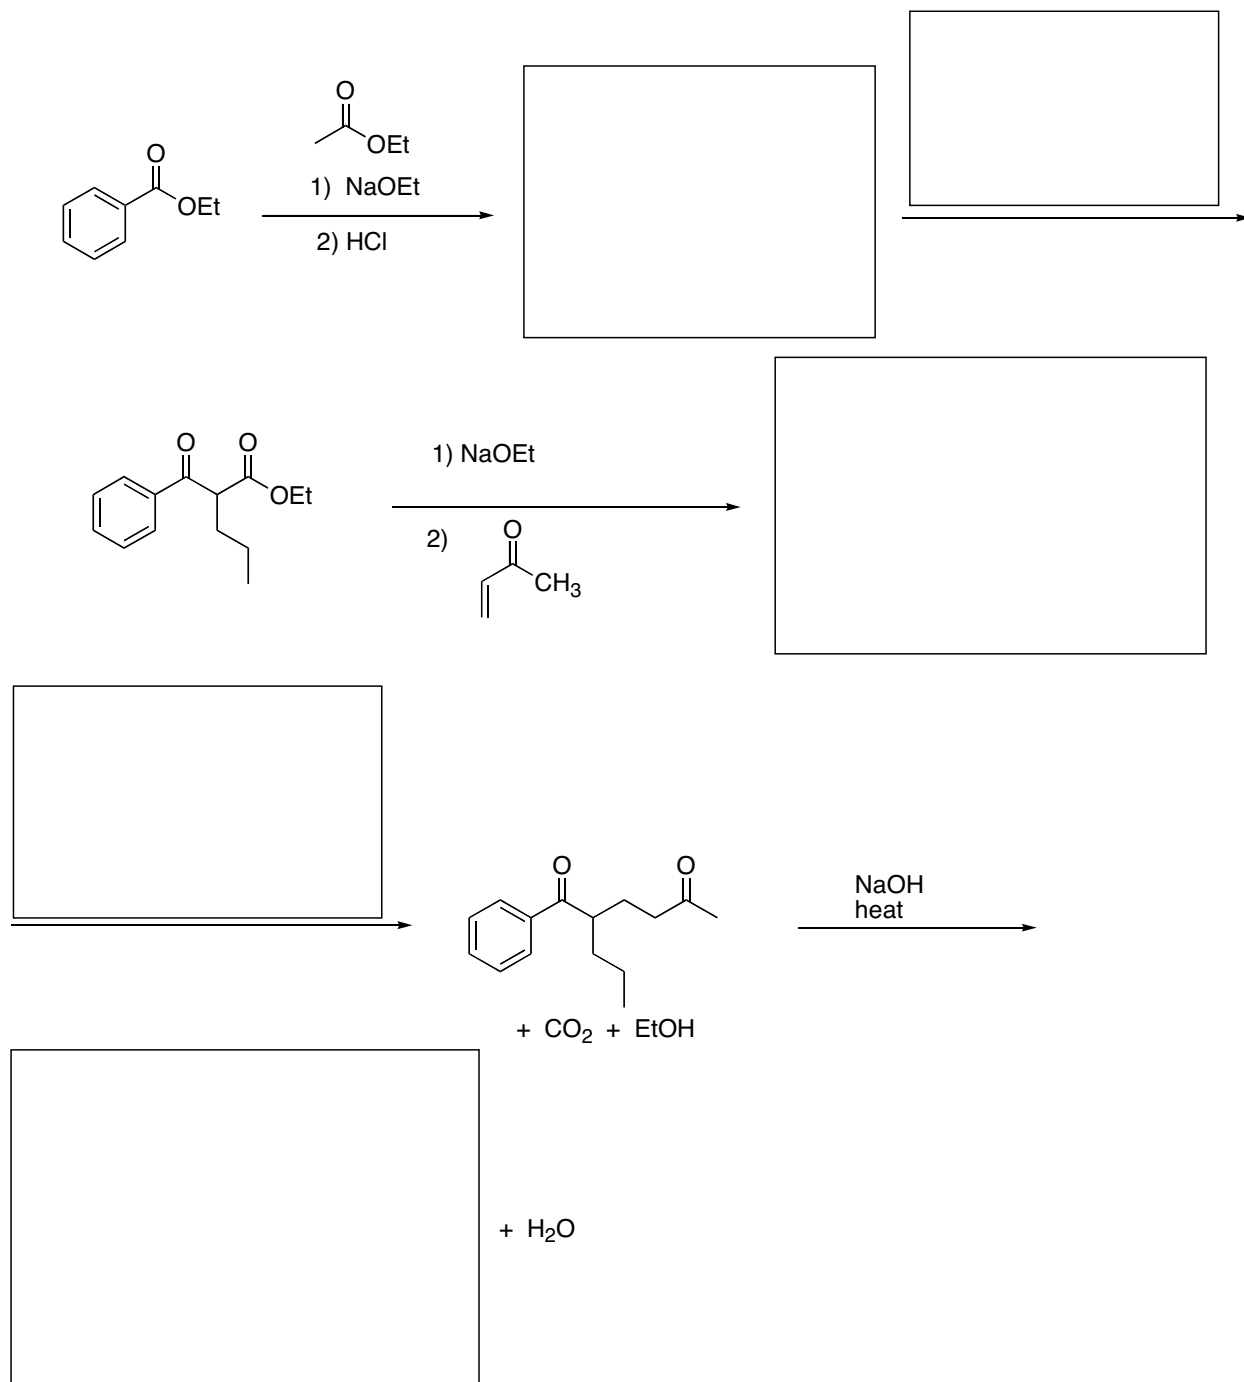 O
OEt
O
OEt
1) NaOEt
2) HCl
O
O
OEt
1) NaOEt
2)
O
CH3
O
O
+ CO2 + EtOH
NaOH
heat
+ H2O